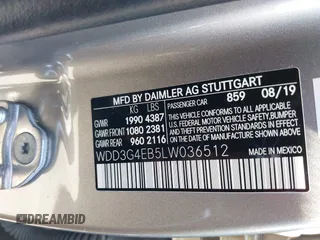 MFD BY DAIMLER AG STUTTGART
KG LBS PASSENGER CAR 859 08/19
GVWR 1990 4387
GAWR FRONT 1080 2381
GAWR REAR 960 2116
THIS VEHICLE CONFORMS TO ALL APPLICABLE
FEDERAL MOTOR VEHICLE SAFETY, BUMPER
AND THEFT PREVENTION STANDARDS IN EFFECT
ON THE DATE OF MANUFACTURE SHOWN ABOVE
WDD3G4EB5LW036512
MADE IN MEXICO
DREAMBID